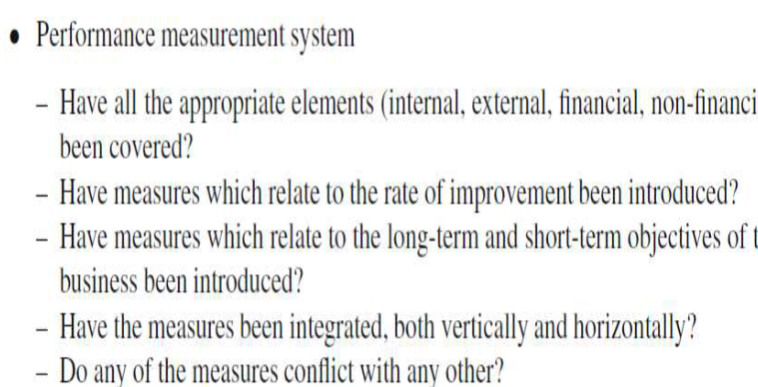 • Performance measurement system
– Have all the appropriate elements (internal, external, financial, non-financi
been covered?
– Have measures which relate to the rate of improvement been introduced?
– Have measures which relate to the long-term and short-term objectives of t
business been introduced?
– Have the measures been integrated, both vertically and horizontally?
– Do any of the measures conflict with any other?